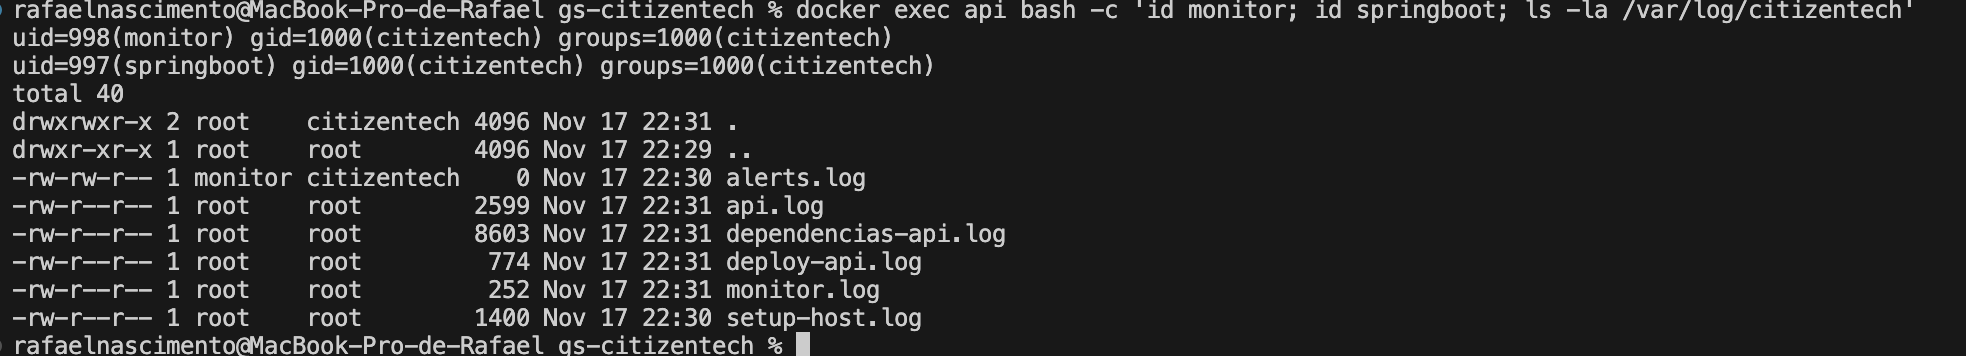 rafaelnascimento@MacBook-Pro-de-Rafael gs-citizentech % docker exec api bash -c 'id monitor; id springboot; ls -la /var/log/citizentech'
uid=998(monitor) gid=1000(citizentech) groups=1000(citizentech)
uid=997(springboot) gid=1000(citizentech) groups=1000(citizentech)
total 40
drwxrwxr-x 2 root    citizentech 4096 Nov 17 22:31 .
drwxr-xr-x 1 root    root        4096 Nov 17 22:29 ..
-rw-rw-r-- 1 monitor citizentech    0 Nov 17 22:30 alerts.log
-rw-r--r-- 1 root    root        2599 Nov 17 22:31 api.log
-rw-r--r-- 1 root    root        8603 Nov 17 22:31 dependencias-api.log
-rw-r--r-- 1 root    root         774 Nov 17 22:31 deploy-api.log
-rw-r--r-- 1 root    root         252 Nov 17 22:31 monitor.log
-rw-r--r-- 1 root    root        1400 Nov 17 22:30 setup-host.log
rafaelnascimento@MacBook-Pro-de-Rafael gs-citizentech %